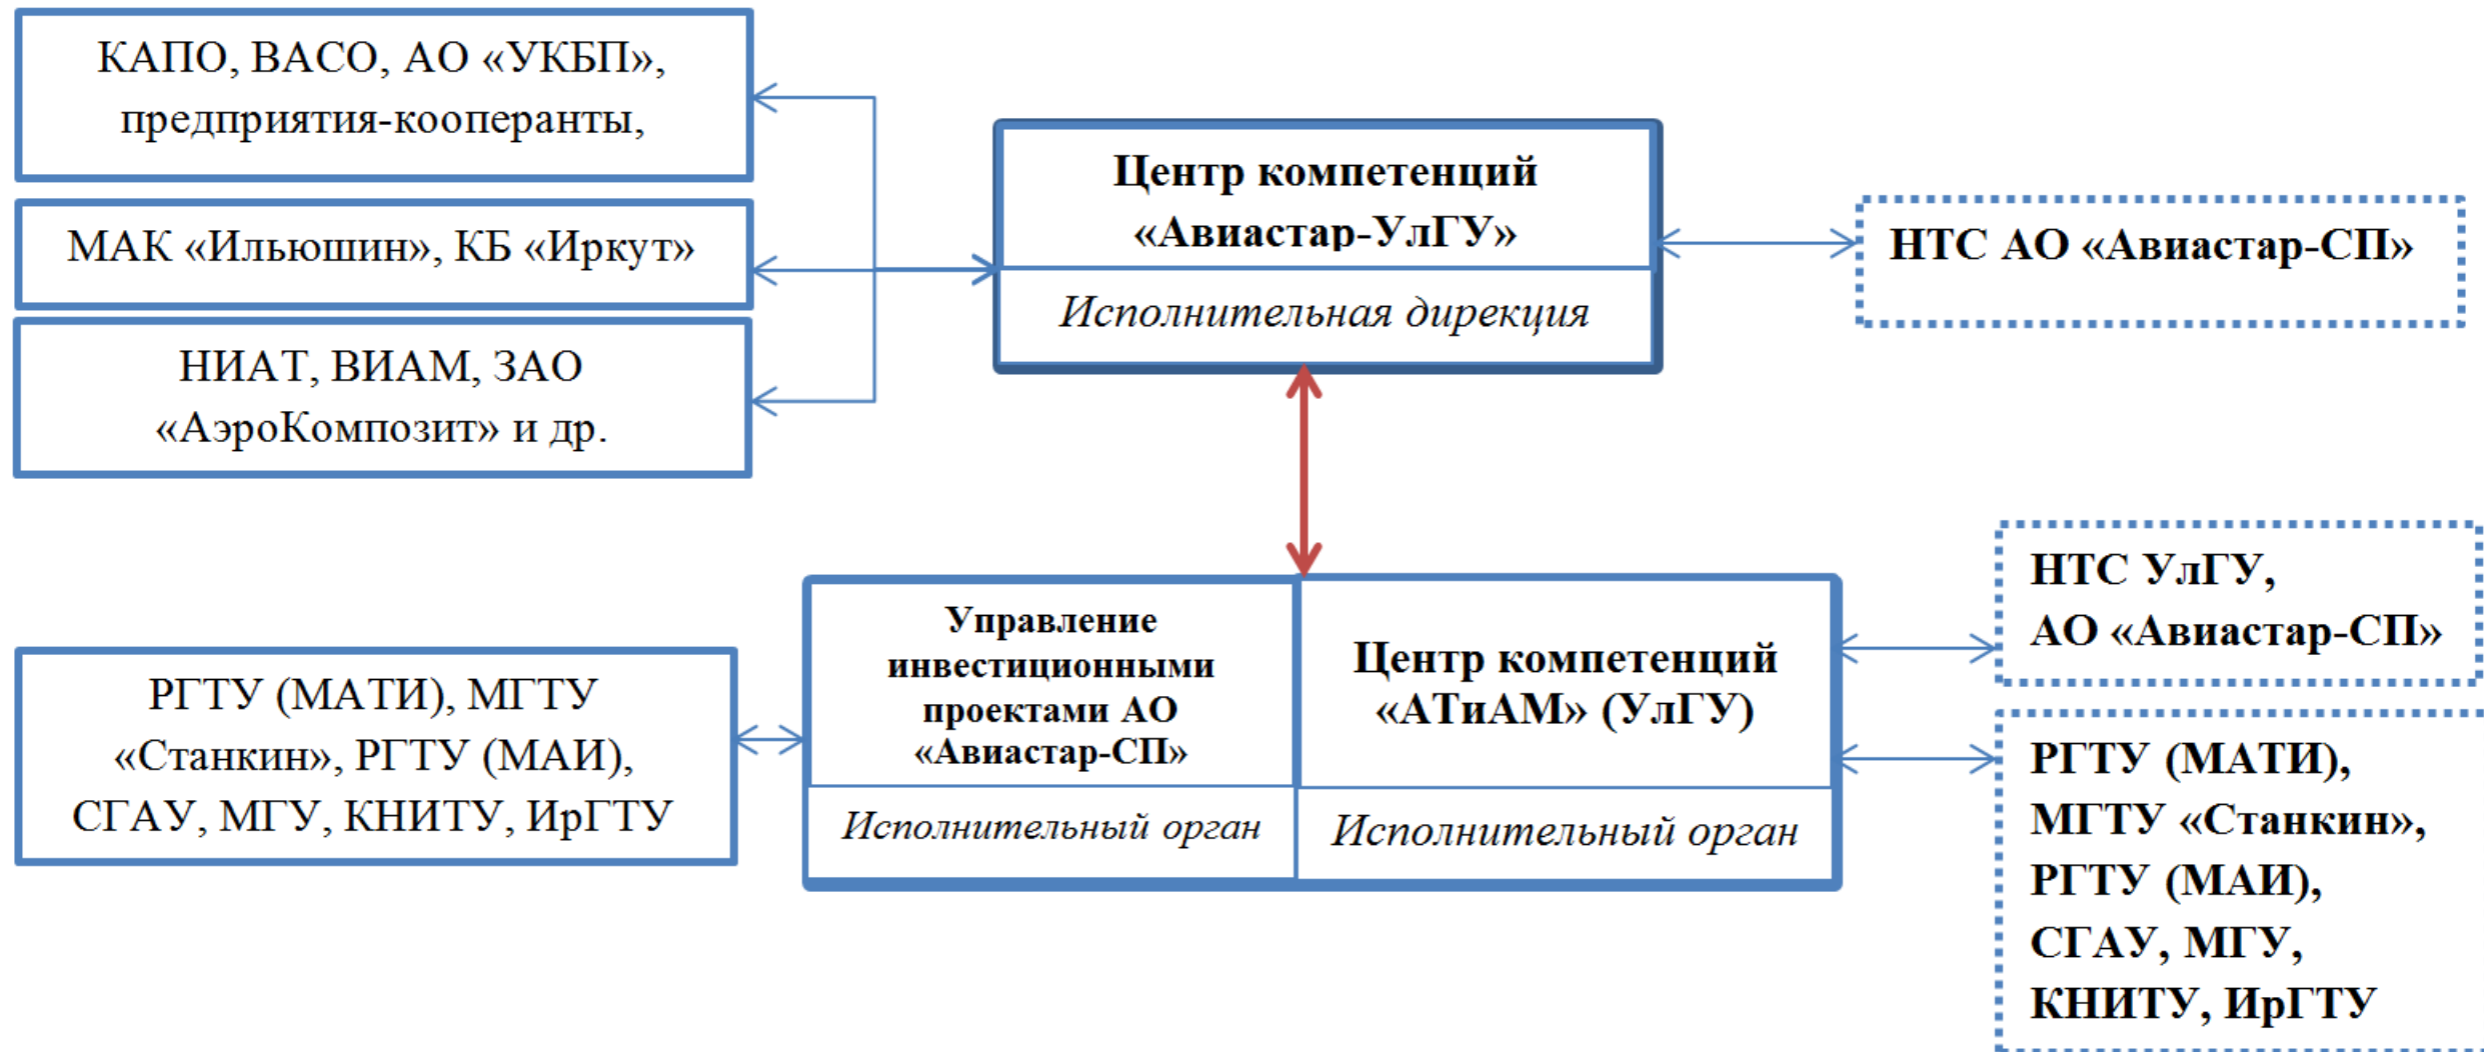 КАПО, ВАСО, АО «УКБП»,
предприятия-кооперанты,
МАК «Ильюшин», КБ «Иркут»
НИАТ, ВИАМ, ЗАО
«АэроКомпозит» и др.
Центр компетенций
«Авиастар-УлГУ»
Исполнительная дирекция
НТС АО «Авиастар-СП»
РГТУ (МАТИ), МГТУ
«Станкин», РГТУ (МАИ),
СГАУ, МГУ, КНИТУ, ИрГТУ
Управление
инвестиционными
проектами АО
«Авиастар-СП»
Исполнительный орган
Центр компетенций
«АТиАМ» (УлГУ)
Исполнительный орган
НТС УлГУ,
АО «Авиастар-СП»
РГТУ (МАТИ),
МГТУ «Станкин»,
РГТУ (МАИ),
СГАУ, МГУ,
КНИТУ, ИрГТУ